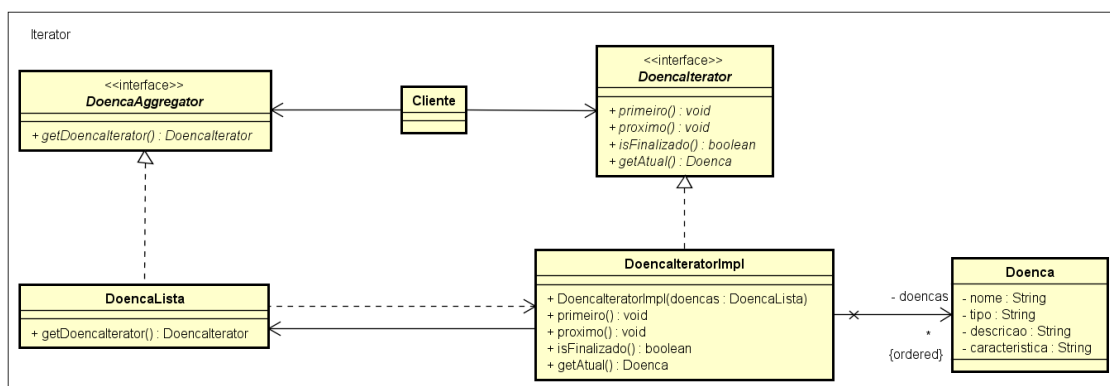 Iterator
<<interface>>
DoencaAggregator
+ getDoencaIterator() : DoencaIterator
Cliente
<<interface>>
DoencaIterator
+ primeiro() : void
+ proximo() : void
+ isFinalizado() : boolean
+ getAtual() : Doenca
DoencaLista
+ getDoencaIterator() : DoencaIterator
DoencaIteratorImpl
+ DoencaIteratorImpl(doencas : DoencaLista)
+ primeiro() : void
+ proximo() : void
+ isFinalizado() : boolean
+ getAtual() : Doenca
- doencas
*
{ordered}
Doenca
- nome : String
- tipo : String
- descricao : String
- caracteristica : String